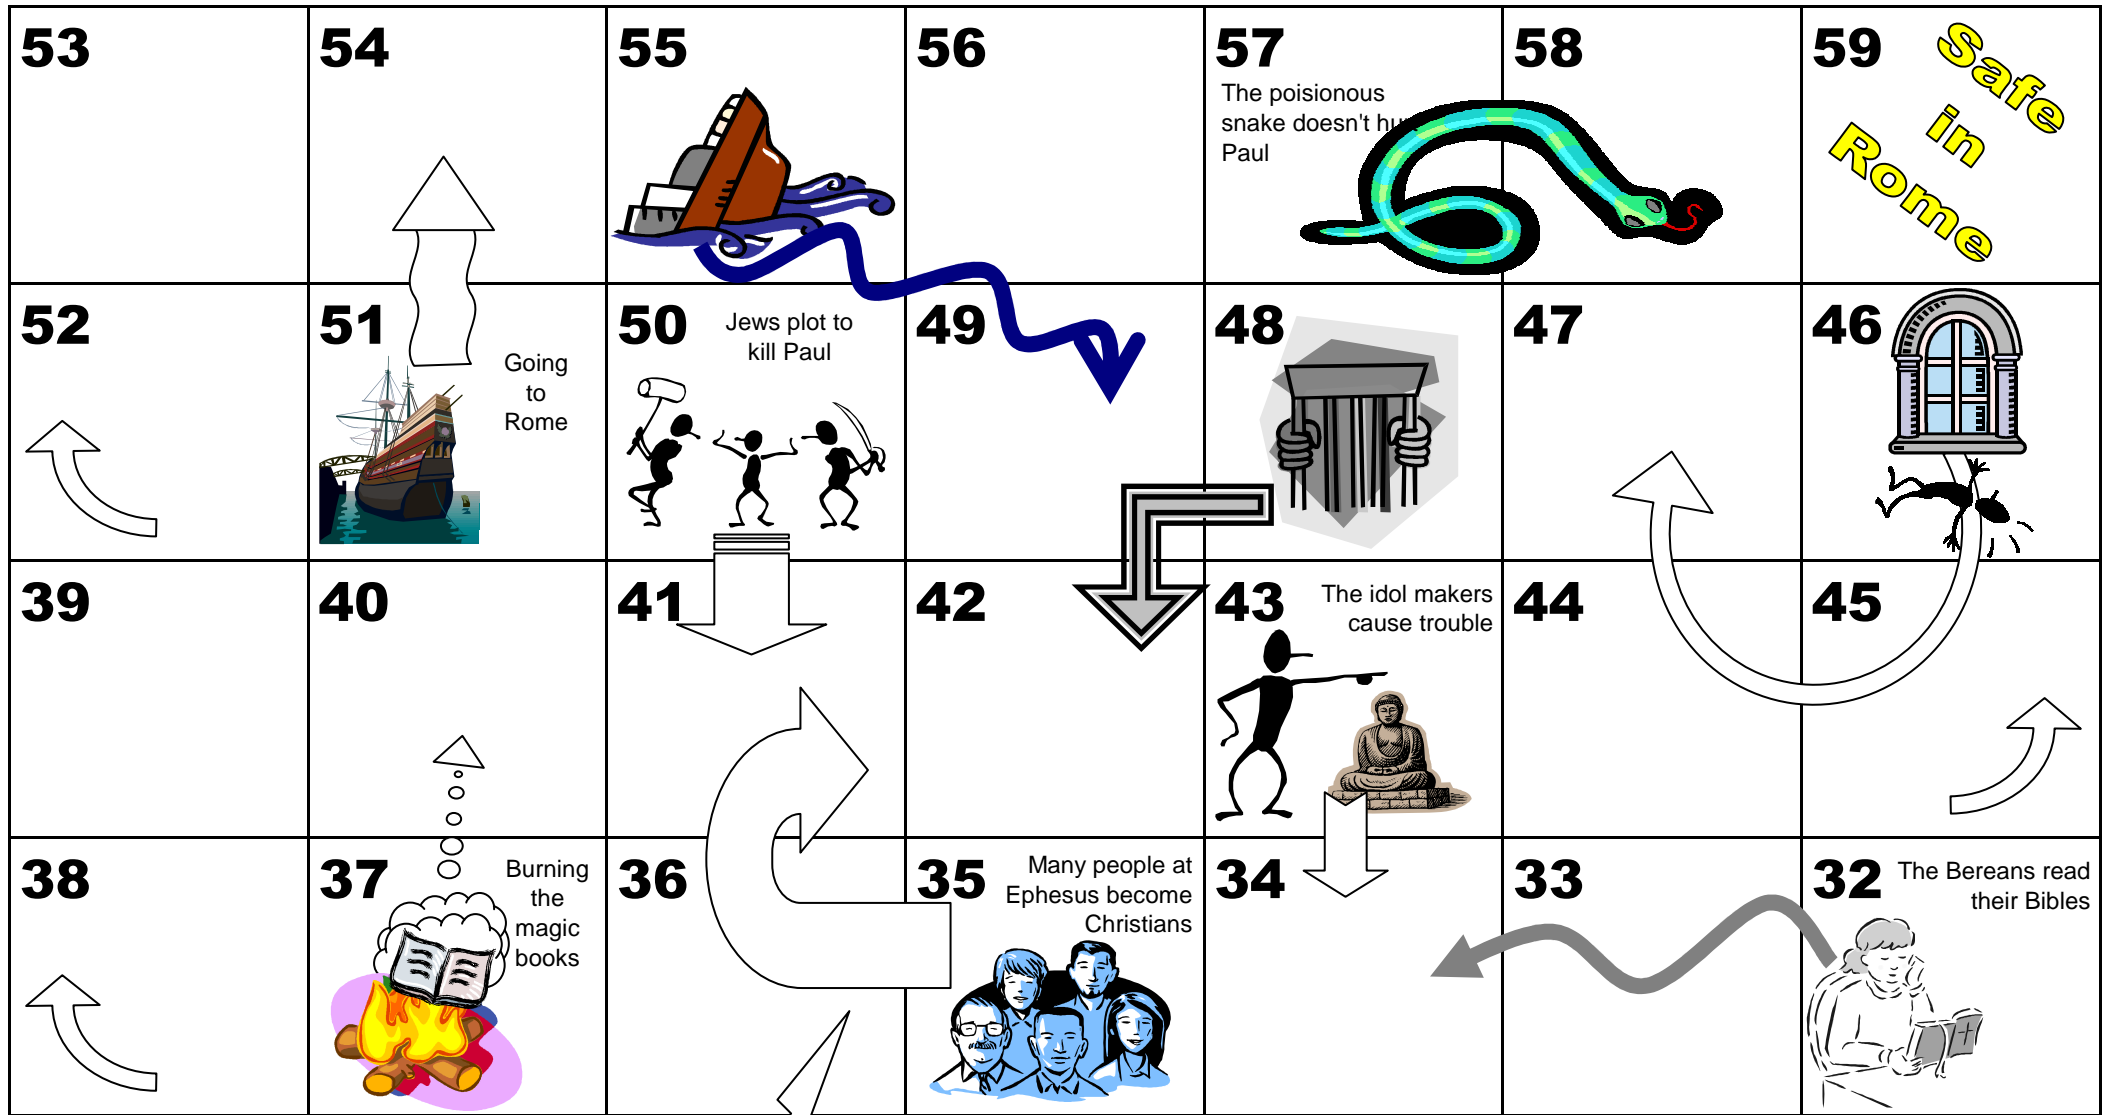 53
54
55
56
57
The poisionous
snake doesn't hu
Paul
58
59
Safe
in
Rome
52
51
Going
to
Rome
50
Jews plot to
kill Paul
49
48
47
46
39
40
41
42
43
The idol makers
cause trouble
44
45
38
37
Burning
the
magic
books
36
35
Many people at
Ephesus become
Christians
34
33
32
The Bereans read
their Bibles